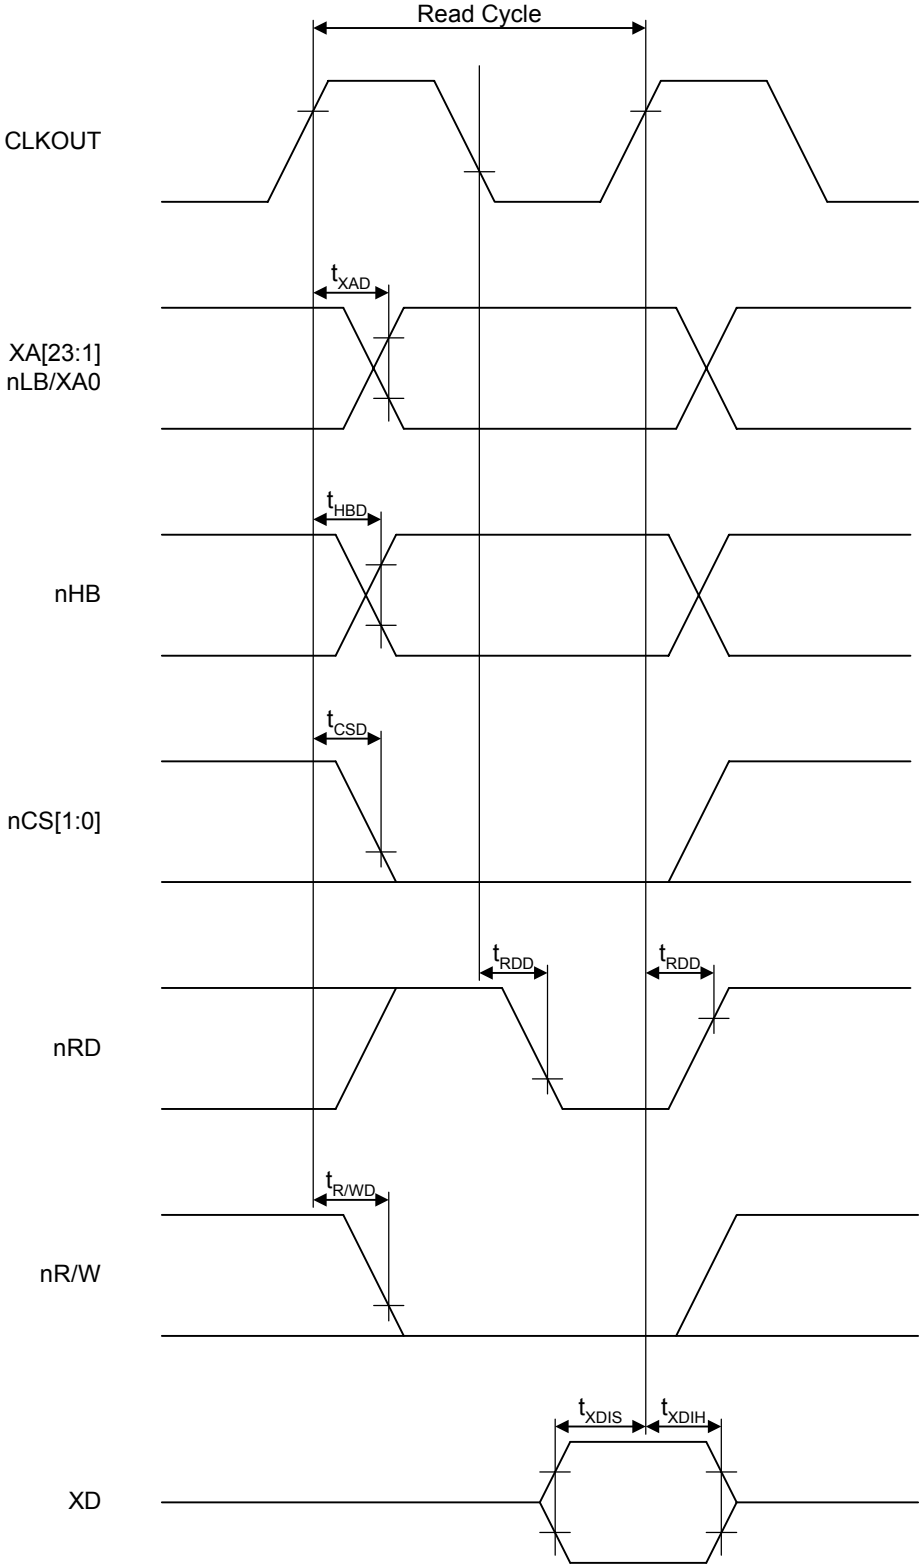 Read Cycle
CLKOUT
tXAD
XA[23:1]
nLB/XA0
tHBD
nHB
tCSD
nCS[1:0]
tRDD tRDD
nRD
tR/WD
nR/W
tXDIS tXDIH
XD